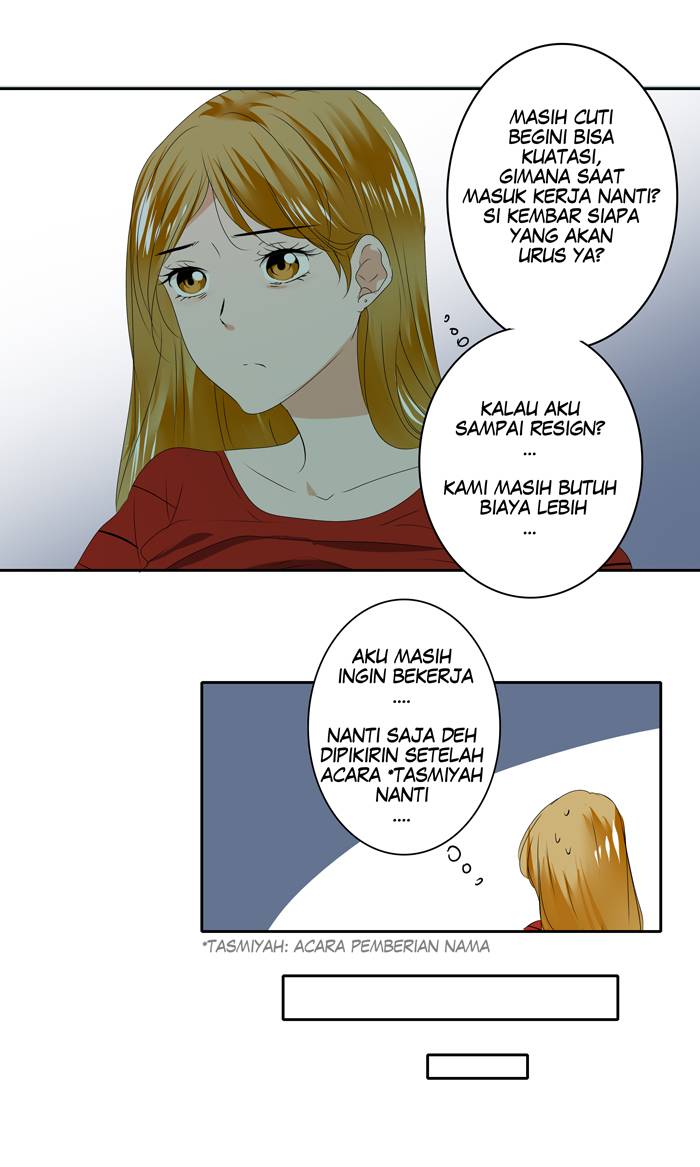 MASIH CUTI
BEGINI BISA
KUATASI,
GIMANA SAAT
MASUK KERJA NANTI?
SI KEMBAR SIAPA
YANG AKAN
URUS YA?
KALAU AKU
SAMPAI RESIGN?
...
KAMI MASIH BUTUH
BIAYA LEBIH
...
AKU MASIH
INGIN BEKERJA
....
NANTI SAJA DEH
DIPIKIRIN SETELAH
ACARA *TASMIYAH
NANTI
....
*TASMIYAH: ACARA PEMBERIAN NAMA